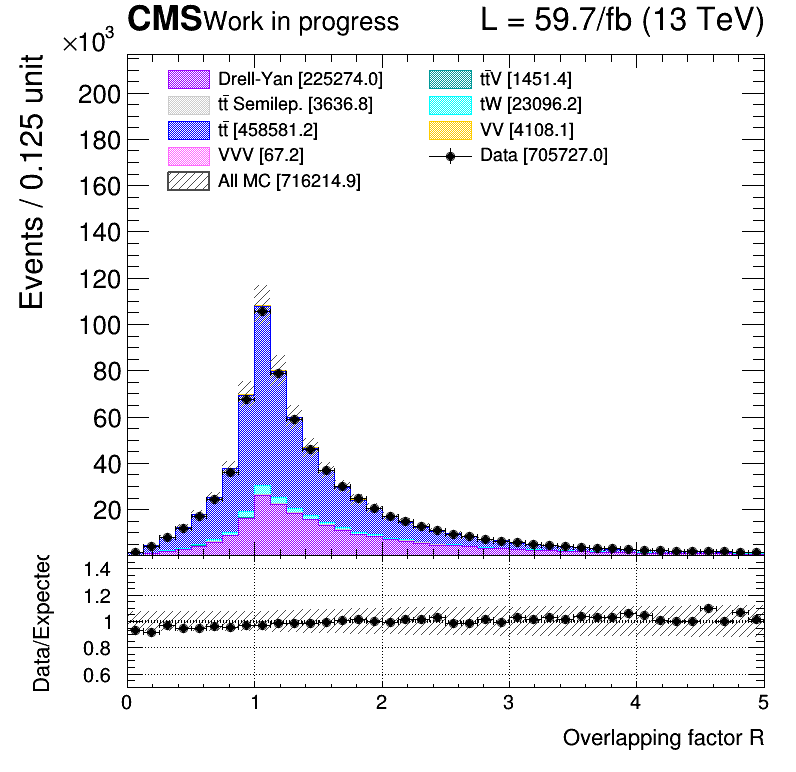 CMS Work in progress L = 59.7/fb (13 TeV)
×10³
Events / 0.125 unit
200
180
160
140
120
100
80
60
40
20
Drell-Yan [225274.0]
tt̄ Semilep. [3636.8]
tt̄ [458581.2]
VVV [67.2]
All MC [716214.9]
tt̄V [1451.4]
tW [23096.2]
VV [4108.1]
Data [705727.0]
Data/Expected
1.4
1.2
1
0.8
0.6
0 1 2 3 4 5
Overlapping factor R